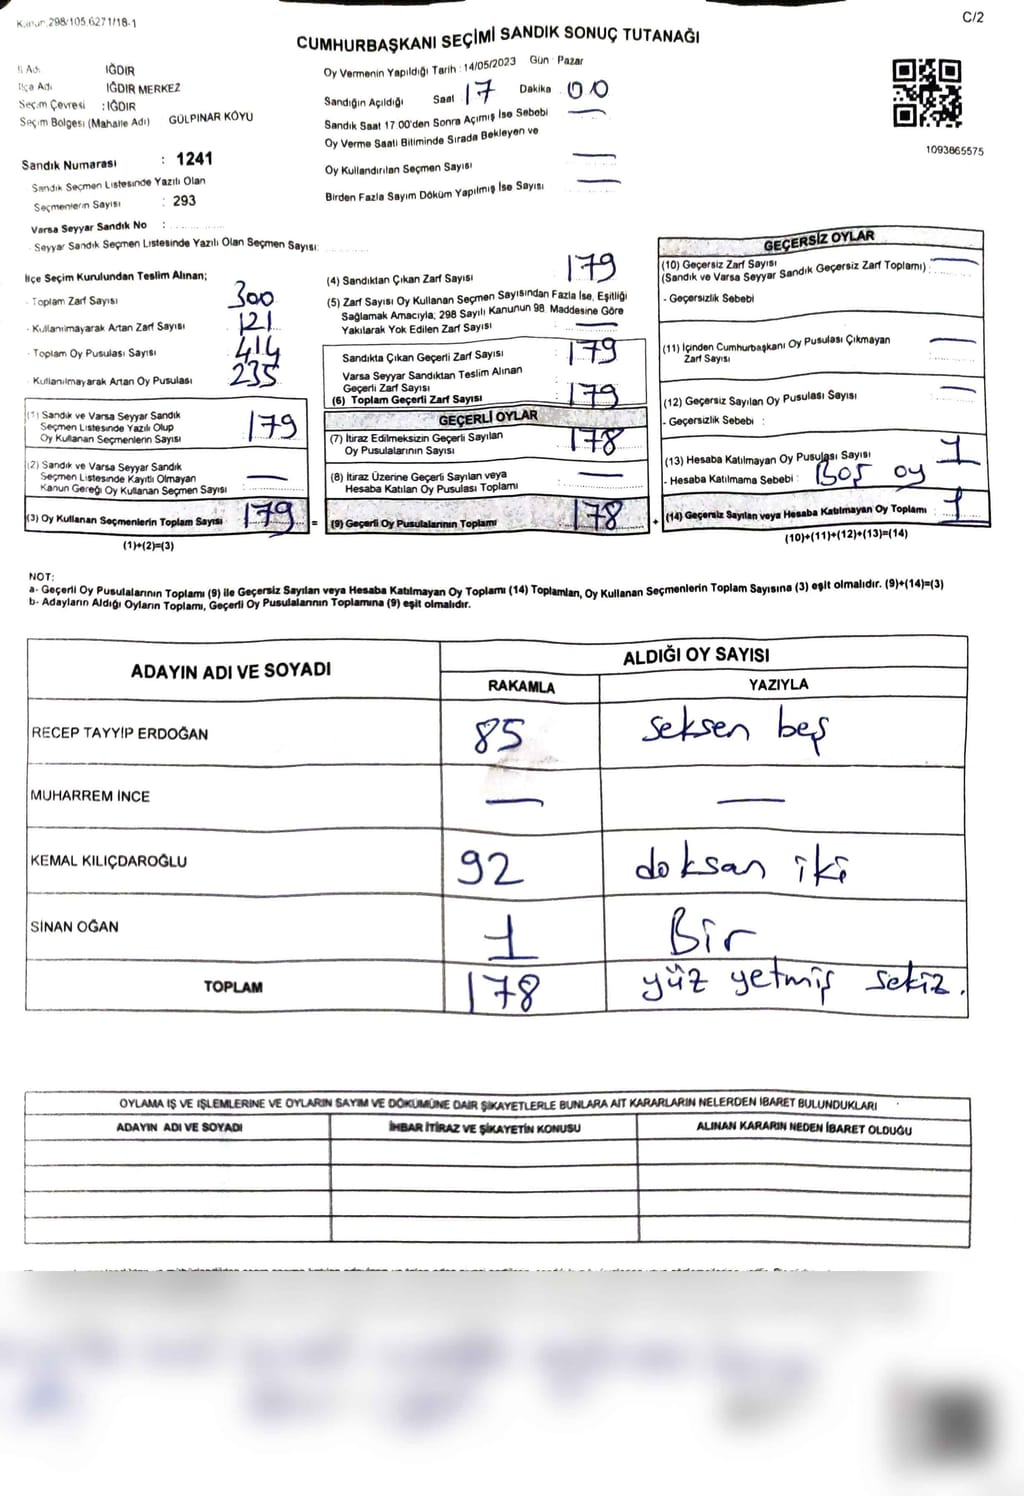 Kanun,298/105,6271/18-1
C/2
CUMHURBAŞKANI SEÇİMİ SANDIK SONUÇ TUTANAĞI
İl Adı IĞDIR
İlçe Adı IĞDIR MERKEZ
Seçim Çevresi : IĞDIR
Seçim Bölgesi (Mahalle Adı) GÜLPINAR KÖYÜ
Sandık Numarası : 1241
Sandık Seçmen Listesinde Yazılı Olan
Seçmenlerin Sayısı : 293
Varsa Seyyar Sandık No :
- Seyyar Sandık Seçmen Listesinde Yazılı Olan Seçmen Sayısı:
Oy Vermenin Yapıldığı Tarih : 14/05/2023 Gün : Pazar
Sandığın Açıldığı Saat 17 Dakika 00
Sandık Saat 17.00'den Sonra Açımış İse Sebebi —
Oy Verme Saati Bitiminde Sırada Bekleyen ve
Oy Kullandırılan Seçmen Sayısı —
Birden Fazla Sayım Döküm Yapılmış İse Sayısı —
1093865575
İlçe Seçim Kurulundan Teslim Alınan;
- Toplam Zarf Sayısı 300
- Kullanılmayarak Artan Zarf Sayısı 121
- Toplam Oy Pusulası Sayısı 414
- Kullanılmayarak Artan Oy Pusulası 235
(1) Sandık ve Varsa Seyyar Sandık
Seçmen Listesinde Yazılı Olup
Oy Kullanan Seçmenlerin Sayısı 179
(2) Sandık ve Varsa Seyyar Sandık
Seçmen Listesinde Kayıtlı Olmayan
Kanun Gereği Oy Kullanan Seçmen Sayısı —
(3) Oy Kullanan Seçmenlerin Toplam Sayısı 179 =
(1)+(2)=(3)
(4) Sandıktan Çıkan Zarf Sayısı 179
(5) Zarf Sayısı Oy Kullanan Seçmen Sayısından Fazla İse, Eşitliği
Sağlamak Amacıyla; 298 Sayılı Kanunun 98. Maddesine Göre
Yakılarak Yok Edilen Zarf Sayısı —
Sandıkta Çıkan Geçerli Zarf Sayısı 179
Varsa Seyyar Sandıktan Teslim Alınan
Geçerli Zarf Sayısı
(6) Toplam Geçerli Zarf Sayısı 179
GEÇERLİ OYLAR
(7) İtiraz Edilmeksizin Geçerli Sayılan
Oy Pusulalarının Sayısı 178
(8) İtiraz Üzerine Geçerli Sayılan veya
Hesaba Katılan Oy Pusulası Toplamı —
(9) Geçerli Oy Pusulalarının Toplamı 178 +
GEÇERSİZ OYLAR
(10) Geçersiz Zarf Sayısı —
(Sandık ve Varsa Seyyar Sandık Geçersiz Zarf Toplamı)
- Geçersizlik Sebebi
(11) İçinden Cumhurbaşkanı Oy Pusulası Çıkmayan
Zarf Sayısı —
(12) Geçersiz Sayılan Oy Pusulası Sayısı —
- Geçersizlik Sebebi :
(13) Hesaba Katılmayan Oy Pusulası Sayısı 1
- Hesaba Katılmama Sebebi : Boş oy
(14) Geçersiz Sayılan veya Hesaba Katılmayan Oy Toplamı 1
(10)+(11)+(12)+(13)=(14)
NOT:
a- Geçerli Oy Pusulalarının Toplamı (9) ile Geçersiz Sayılan veya Hesaba Katılmayan Oy Toplamı (14) Toplamları, Oy Kullanan Seçmenlerin Toplam Sayısına (3) eşit olmalıdır. (9)+(14)=(3)
b- Adayların Aldığı Oyların Toplamı, Geçerli Oy Pusulalarının Toplamına (9) eşit olmalıdır.
ADAYIN ADI VE SOYADI ALDIĞI OY SAYISI
RAKAMLA YAZIYLA
RECEP TAYYİP ERDOĞAN 85 seksen beş
MUHARREM İNCE — —
KEMAL KILIÇDAROĞLU 92 doksan iki
SİNAN OĞAN 1 Bir
TOPLAM 178 yüz yetmiş sekiz.
OYLAMA İŞ VE İŞLEMLERİNE VE OYLARIN SAYIM VE DÖKÜMÜNE DAİR ŞİKAYETLERLE BUNLARA AİT KARARLARIN NELERDEN İBARET BULUNDUKLARI
ADAYIN ADI VE SOYADI İHBAR İTİRAZ VE ŞİKAYETİN KONUSU ALINAN KARARIN NEDEN İBARET OLDUĞU